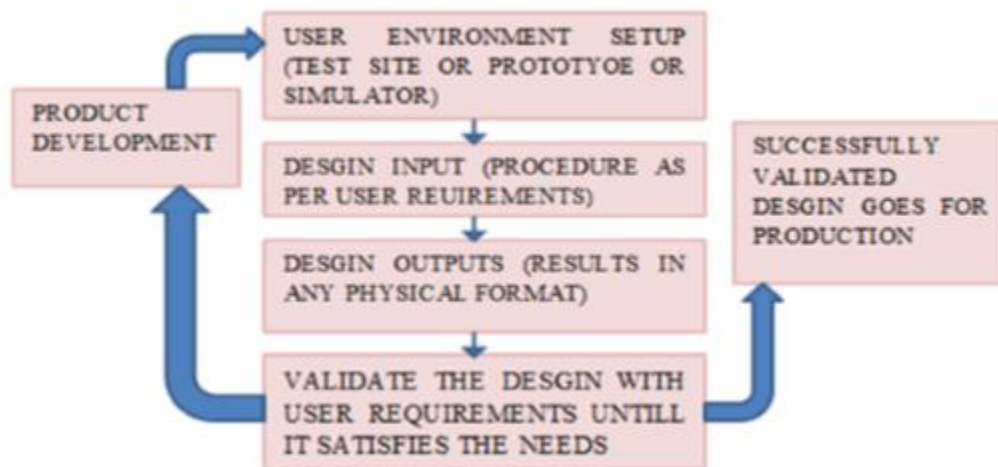 USER ENVIRONMENT SETUP
(TEST SITE OR PROTOTYOE OR
SIMULATOR)
PRODUCT
DEVELOPMENT
DESGIN INPUT (PROCEDURE AS
PER USER REUIREMENTS)
SUCCESSFULLY
VALIDATED
DESGIN GOES FOR
PRODUCTION
DESGIN OUTPUTS (RESULTS IN
ANY PHYSICAL FORMAT)
VALIDATE THE DESGIN WITH
USER REQUIREMENTS UNTILL
IT SATISFIES THE NEEDS